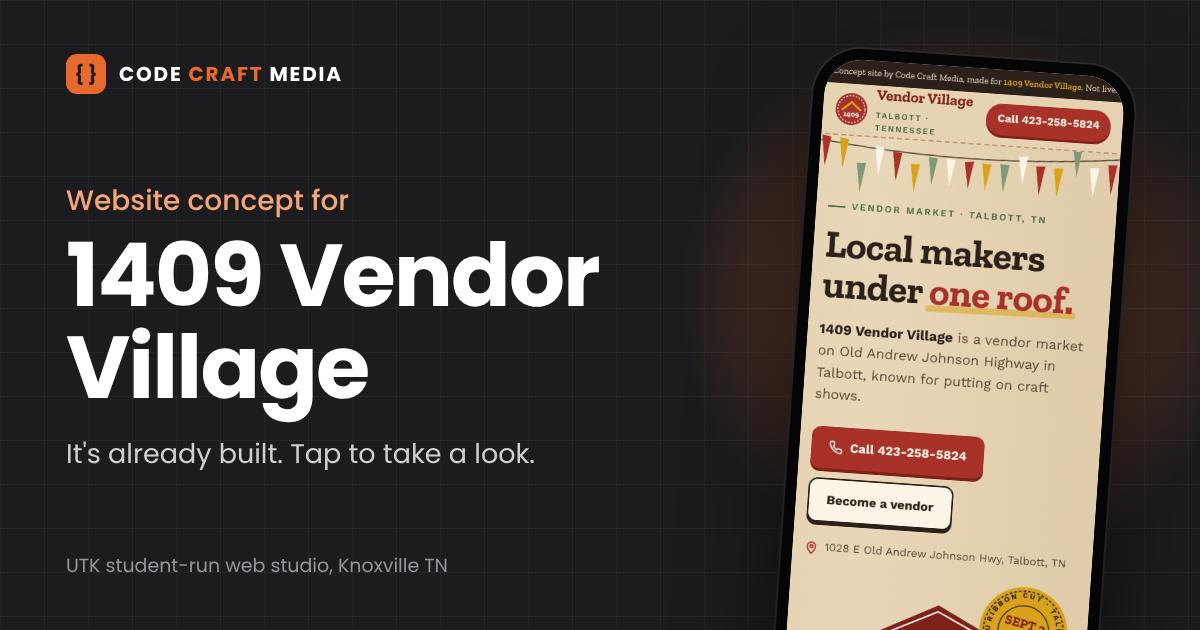 { } CODE CRAFT MEDIA
Website concept for
1409 Vendor
Village
It's already built. Tap to take a look.
UTK student-run web studio, Knoxville TN
Concept site by Code Craft Media, made for 1409 Vendor Village. Not live
1409
Vendor Village
TALBOTT ·
TENNESSEE
Call 423-258-5824
VENDOR MARKET · TALBOTT, TN
Local makers
under one roof.
1409 Vendor Village is a vendor market
on Old Andrew Johnson Highway in
Talbott, known for putting on craft
shows.
Call 423-258-5824
Become a vendor
1028 E Old Andrew Johnson Hwy, Talbott, TN
RIBBON CUT
SEPT